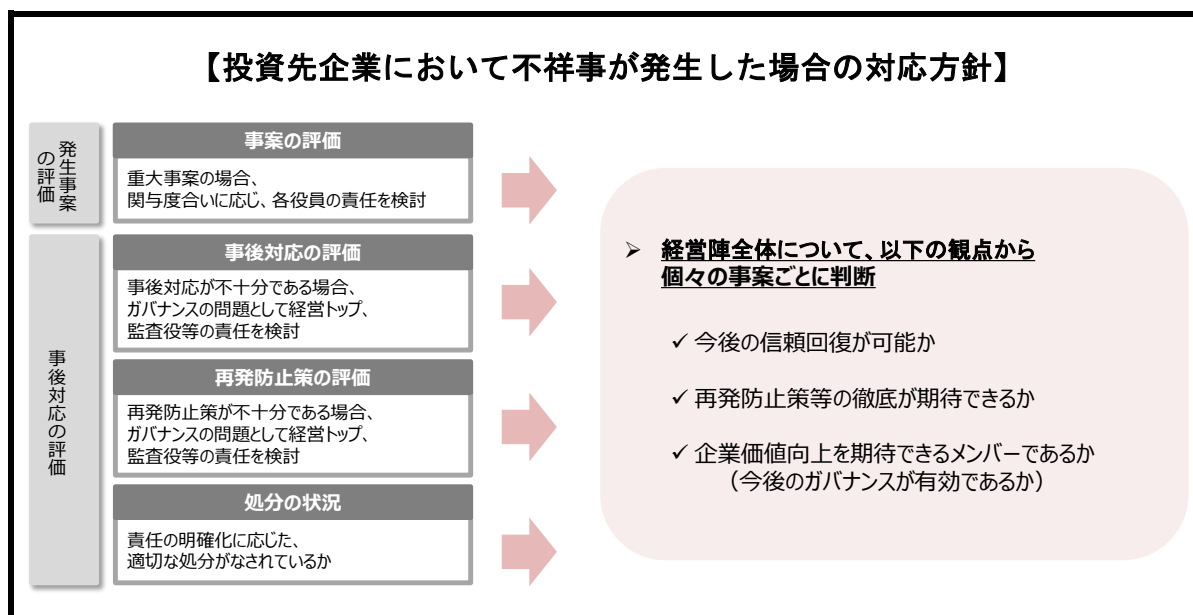 【投資先企業において不祥事が発生した場合の対応方針】
発生事案
の評価
事案の評価
重大事案の場合、
関与度合いに応じ、各役員の責任を検討
事後対応の評価
事後対応の評価
事後対応が不十分である場合、
ガバナンスの問題として経営トップ、
監査役等の責任を検討
再発防止策の評価
再発防止策が不十分である場合、
ガバナンスの問題として経営トップ、
監査役等の責任を検討
処分の状況
責任の明確化に応じた、
適切な処分がなされているか
➢ 経営陣全体について、以下の観点から
個々の事案ごとに判断
✓ 今後の信頼回復が可能か
✓ 再発防止策等の徹底が期待できるか
✓ 企業価値向上を期待できるメンバーであるか
（今後のガバナンスが有効であるか）